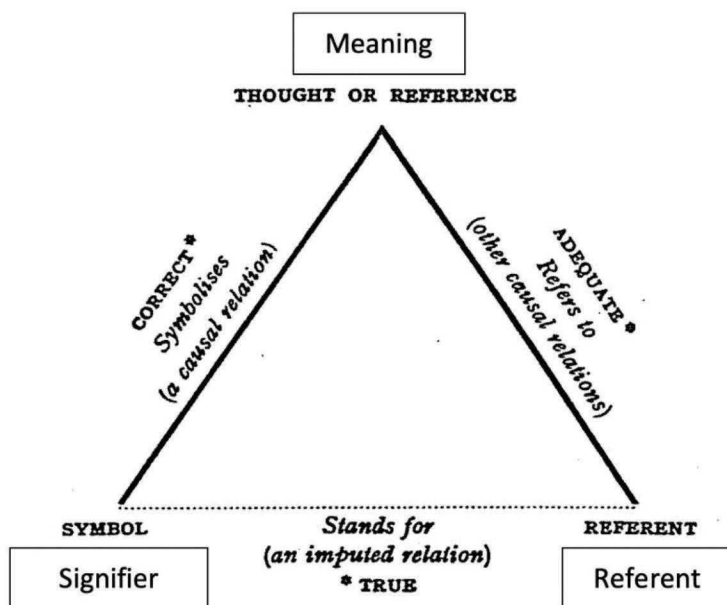 Meaning
THOUGHT OR REFERENCE
CORRECT *
Symbolises
(a causal relation)
ADEQUATE *
Refers to
(other causal relations)
SYMBOL
Stands for
(an imputed relation)
* TRUE
REFERENT
Signifier
Referent